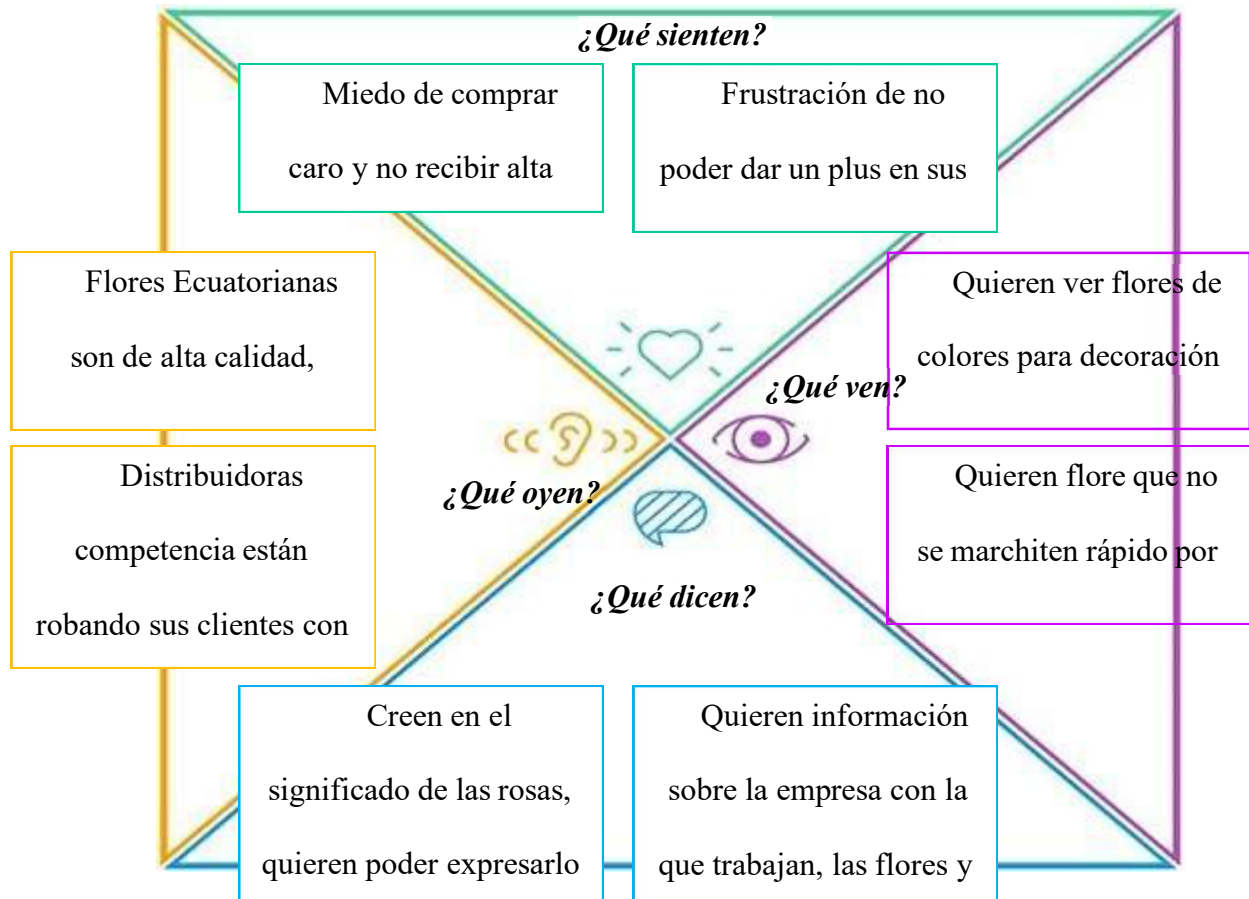 ¿Qué sienten?
Miedo de comprar
caro y no recibir alta
Frustración de no
poder dar un plus en sus
Flores Ecuatorianas
son de alta calidad,
Quieren ver flores de
colores para decoración
¿Qué ven?
¿Qué oyen?
Distribuidoras
competencia están
robando sus clientes con
Quieren flore que no
se marchiten rápido por
¿Qué dicen?
Creen en el
significado de las rosas,
quieren poder expresarlo
Quieren información
sobre la empresa con la
que trabajan, las flores y